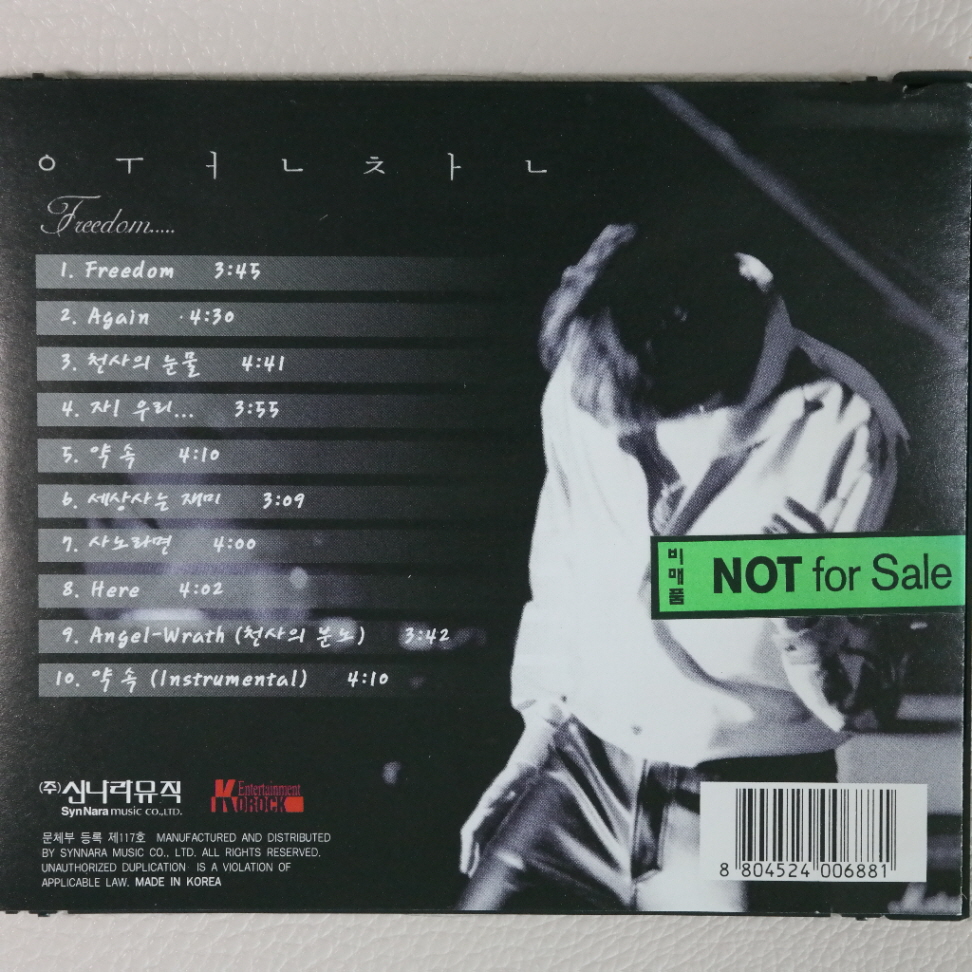 ㅇㅜㅓㄴㅊㅏㄴ
Freedom.....
1. Freedom 3:45
2. Again 4:30
3. 천사의 눈물 4:41
4. 자! 우리... 3:55
5. 약속 4:10
6. 세상사는 재미 3:09
7. 사노라면 4:00
8. Here 4:02
9. Angel-Wrath (천사의 분노) 3:42
10. 약속 (Instrumental) 4:10
비매품 NOT for Sale
(주)신나라뮤직
SynNara music co.,LTD.
Entertainment
KOROCK
문체부 등록 제117호 MANUFACTURED AND DISTRIBUTED
BY SYNNARA MUSIC CO., LTD. ALL RIGHTS RESERVED.
UNAUTHORIZED DUPLICATION IS A VIOLATION OF
APPLICABLE LAW. MADE IN KOREA
8 804524 006881